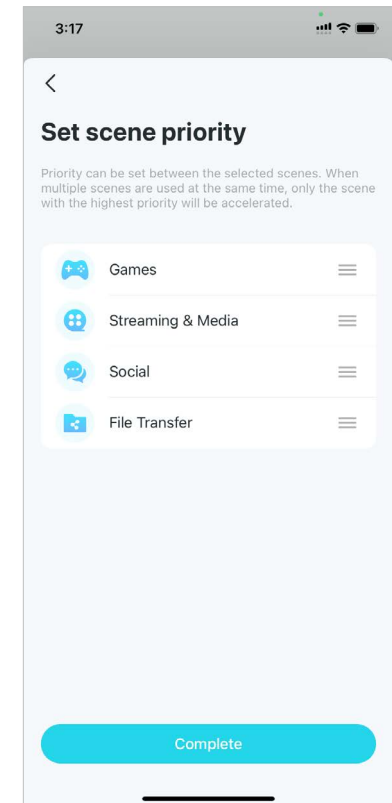 3:17
Set scene priority
Priority can be set between the selected scenes. When
multiple scenes are used at the same time, only the scene
with the highest priority will be accelerated.
Games
Streaming & Media
Social
File Transfer
Complete